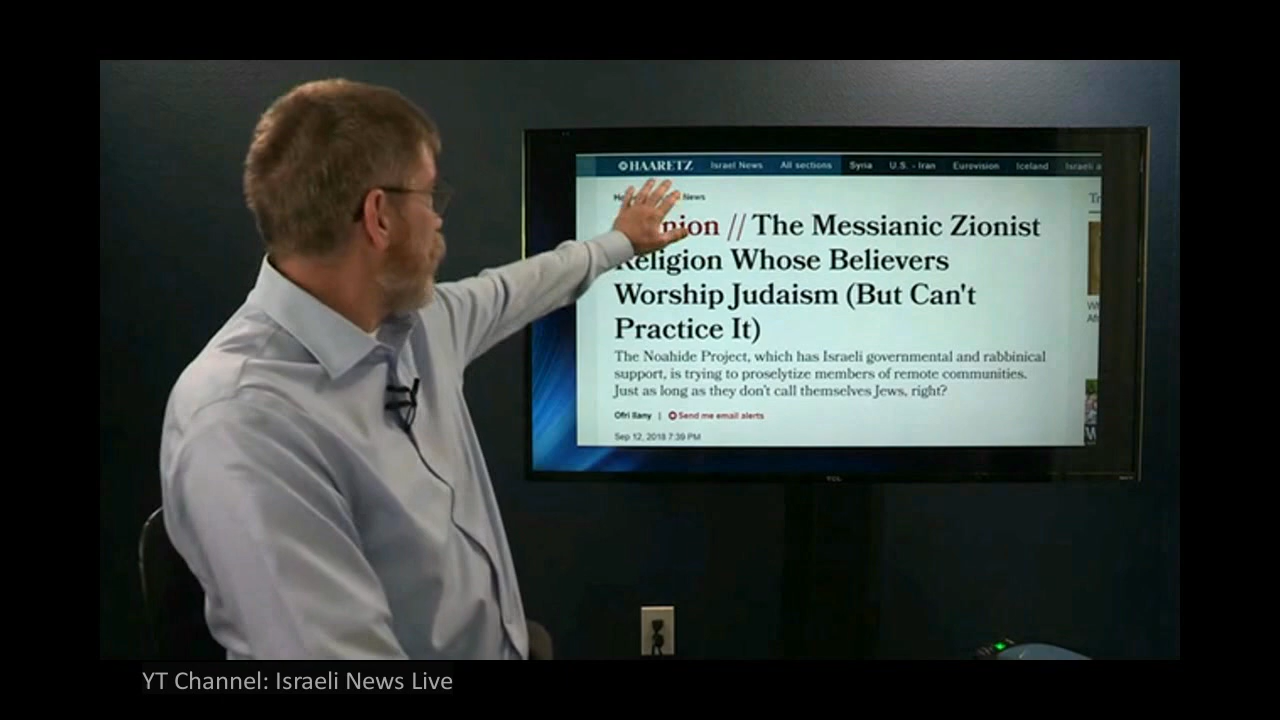 HAARETZ Israel News All sections Syria U.S. - Iran Eurovision Iceland Israeli a
News
The Messianic Zionist
Religion Whose Believers
Worship Judaism (But Can't
Practice It)
The Noahide Project, which has Israeli governmental and rabbinical
support, is trying to proselytize members of remote communities.
Just as long as they don't call themselves Jews, right?
Ofri Ilany | Send me email alerts
Sep 12, 2018 7:39 PM
TCL
YT Channel: Israeli News Live